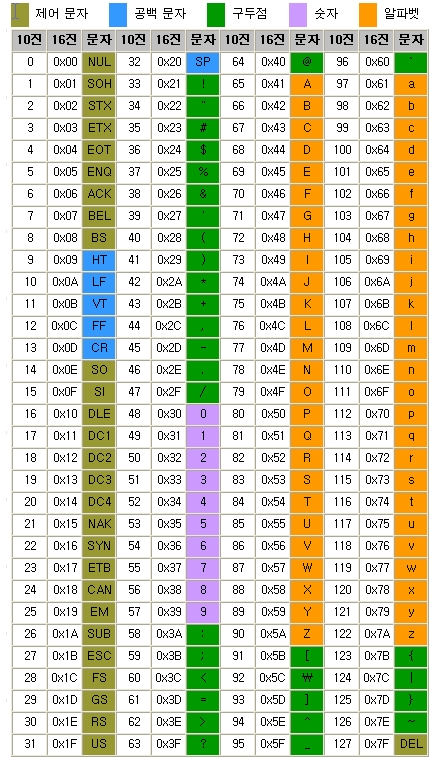 제어 문자 공백 문자 구두점 숫자 알파벳
10진 16진 문자 10진 16진 문자 10진 16진 문자 10진 16진 문자
0 0x00 NUL 32 0x20 SP 64 0x40 @ 96 0x60 `
1 0x01 SOH 33 0x21 ! 65 0x41 A 97 0x61 a
2 0x02 STX 34 0x22 " 66 0x42 B 98 0x62 b
3 0x03 ETX 35 0x23 # 67 0x43 C 99 0x63 c
4 0x04 EOT 36 0x24 $ 68 0x44 D 100 0x64 d
5 0x05 ENQ 37 0x25 % 69 0x45 E 101 0x65 e
6 0x06 ACK 38 0x26 & 70 0x46 F 102 0x66 f
7 0x07 BEL 39 0x27 ' 71 0x47 G 103 0x67 g
8 0x08 BS 40 0x28 ( 72 0x48 H 104 0x68 h
9 0x09 HT 41 0x29 ) 73 0x49 I 105 0x69 i
10 0x0A LF 42 0x2A * 74 0x4A J 106 0x6A j
11 0x0B VT 43 0x2B + 75 0x4B K 107 0x6B k
12 0x0C FF 44 0x2C , 76 0x4C L 108 0x6C l
13 0x0D CR 45 0x2D - 77 0x4D M 109 0x6D m
14 0x0E SO 46 0x2E . 78 0x4E N 110 0x6E n
15 0x0F SI 47 0x2F / 79 0x4F O 111 0x6F o
16 0x10 DLE 48 0x30 0 80 0x50 P 112 0x70 p
17 0x11 DC1 49 0x31 1 81 0x51 Q 113 0x71 q
18 0x12 DC2 50 0x32 2 82 0x52 R 114 0x72 r
19 0x13 DC3 51 0x33 3 83 0x53 S 115 0x73 s
20 0x14 DC4 52 0x34 4 84 0x54 T 116 0x74 t
21 0x15 NAK 53 0x35 5 85 0x55 U 117 0x75 u
22 0x16 SYN 54 0x36 6 86 0x56 V 118 0x76 v
23 0x17 ETB 55 0x37 7 87 0x57 W 119 0x77 w
24 0x18 CAN 56 0x38 8 88 0x58 X 120 0x78 x
25 0x19 EM 57 0x39 9 89 0x59 Y 121 0x79 y
26 0x1A SUB 58 0x3A : 90 0x5A Z 122 0x7A z
27 0x1B ESC 59 0x3B ; 91 0x5B [ 123 0x7B {
28 0x1C FS 60 0x3C < 92 0x5C ₩ 124 0x7C |
29 0x1D GS 61 0x3D = 93 0x5D ] 125 0x7D }
30 0x1E RS 62 0x3E > 94 0x5E ^ 126 0x7E ~
31 0x1F US 63 0x3F ? 95 0x5F _ 127 0x7F DEL